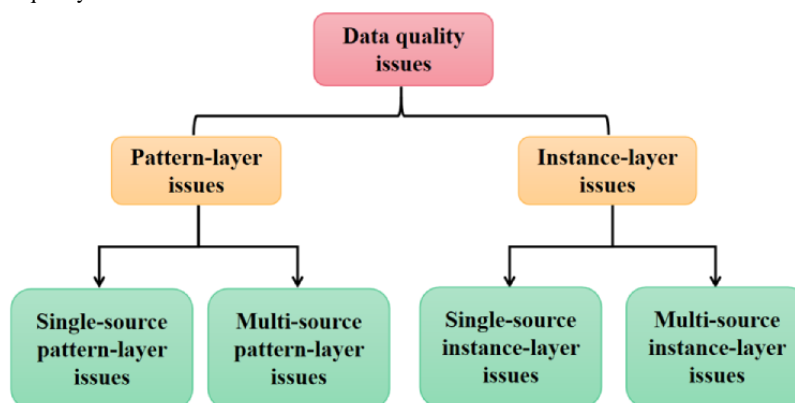 Data quality
issues
Pattern-layer
issues
Instance-layer
issues
Single-source
pattern-layer
issues
Multi-source
pattern-layer
issues
Single-source
instance-layer
issues
Multi-source
instance-layer
issues